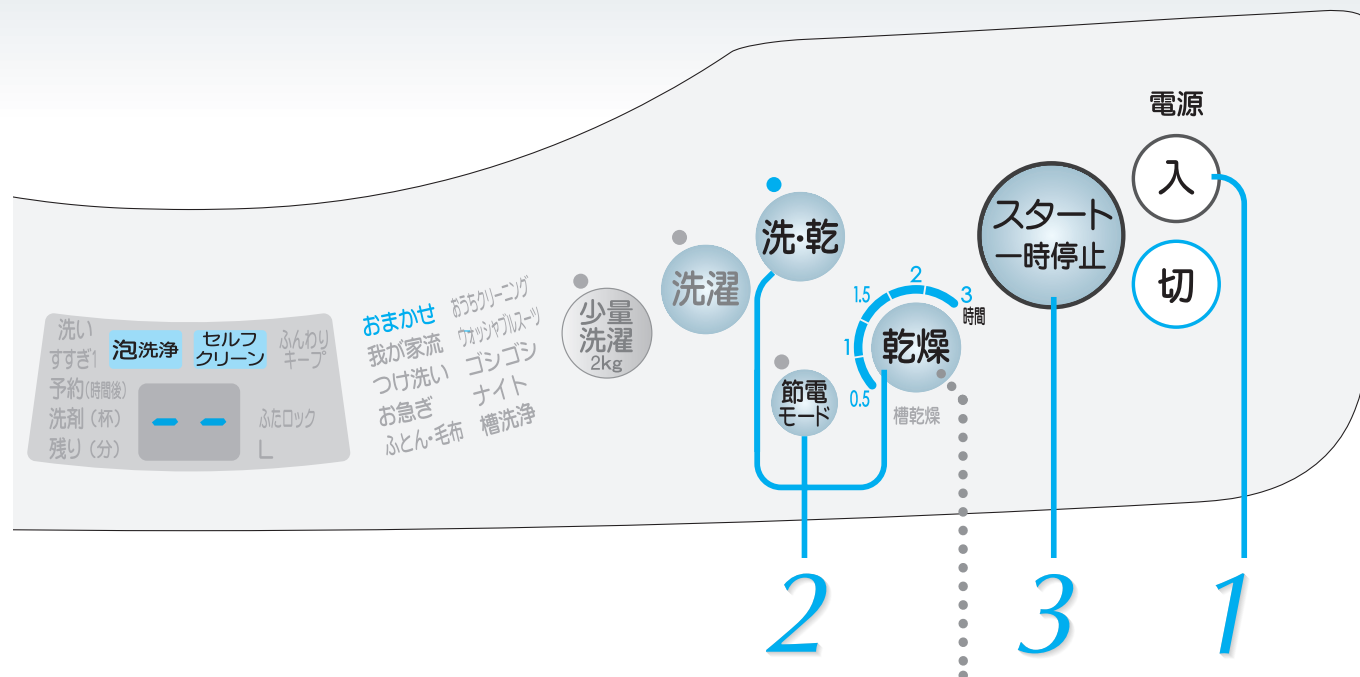 電源
入
切
スタート
一時停止
洗・乾
洗濯
少量
洗濯
2kg
乾燥
0.5
1
1.5
2
3
時間
槽乾燥
節電
モード
おまかせ
我が家流
つけ洗い
お急ぎ
ふとん・毛布
おうちクリーニング
ウォッシャブルスーツ
ゴシゴシ
ナイト
槽洗浄
洗い
すすぎ1
泡洗浄
セルフ
クリーン
ふんわり
キープ
予約(時間後)
洗剤(杯)
残り(分)
– –
ふたロック
L
2
3
1